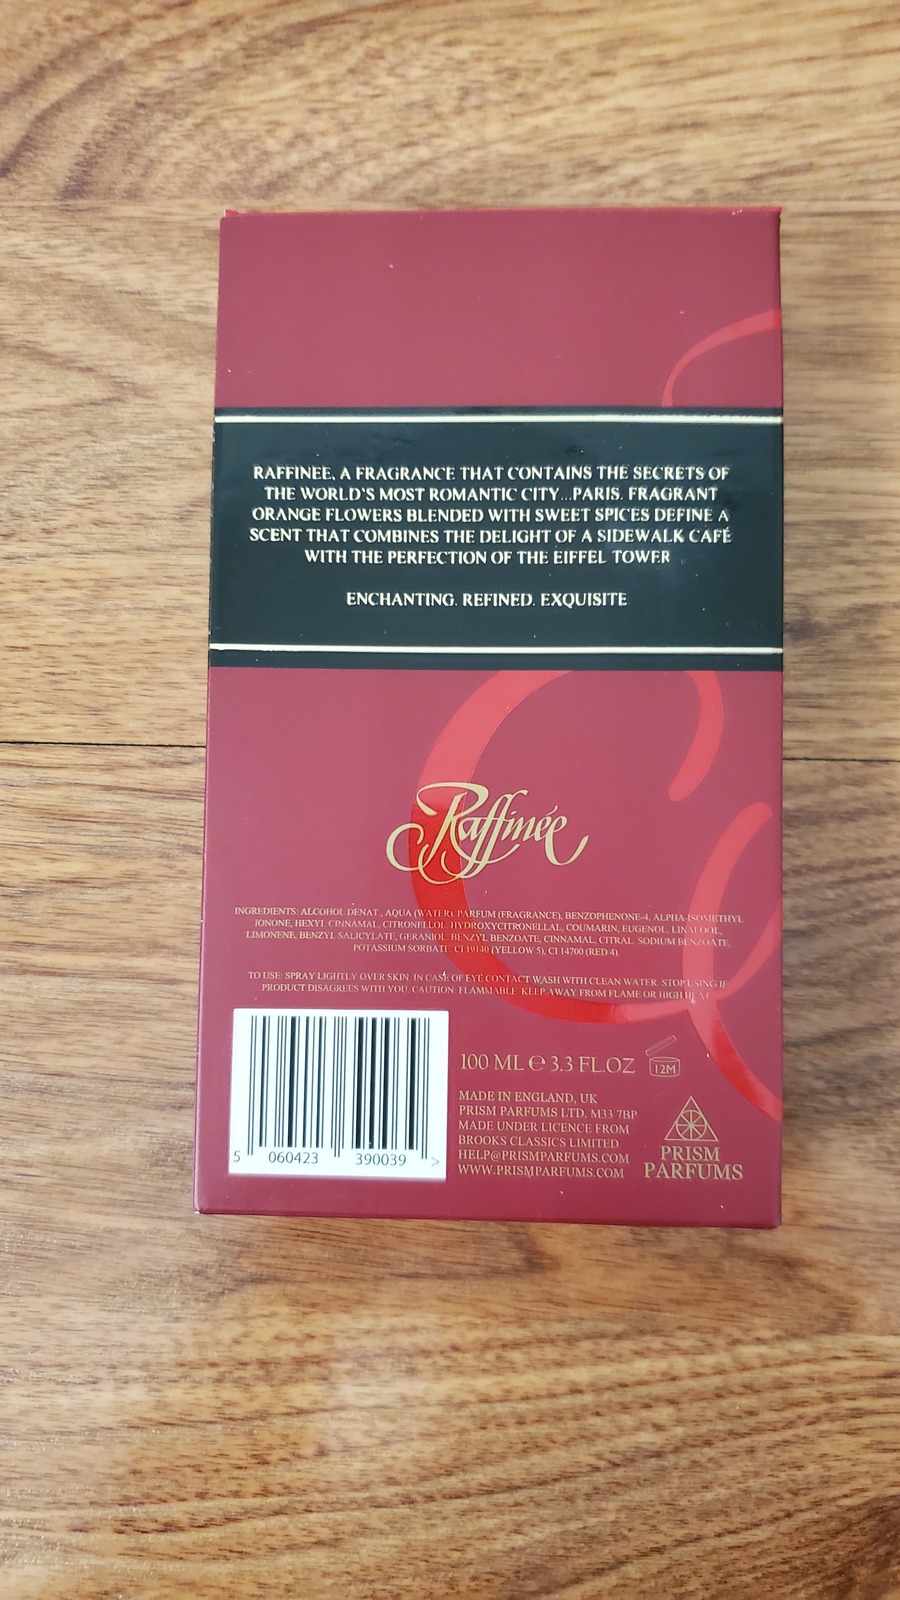 RAFFINEE, A FRAGRANCE THAT CONTAINS THE SECRETS OF
THE WORLD'S MOST ROMANTIC CITY...PARIS. FRAGRANT
ORANGE FLOWERS BLENDED WITH SWEET SPICES DEFINE A
SCENT THAT COMBINES THE DELIGHT OF A SIDEWALK CAFÉ
WITH THE PERFECTION OF THE EIFFEL TOWER
ENCHANTING. REFINED. EXQUISITE
Raffinée
INGREDIENTS: ALCOHOL DENAT., AQUA (WATER), PARFUM (FRAGRANCE), BENZOPHENONE-4, ALPHA-ISOMETHYL
IONONE, HEXYL CINNAMAL, CITRONELLOL, HYDROXYCITRONELLAL, COUMARIN, EUGENOL, LINALOOL,
LIMONENE, BENZYL SALICYLATE, GERANIOL, BENZYL BENZOATE, CINNAMAL, CITRAL, SODIUM BENZOATE,
POTASSIUM SORBATE, CI 19140 (YELLOW 5), CI 14700 (RED 4).
TO USE: SPRAY LIGHTLY OVER SKIN. IN CASE OF EYE CONTACT WASH WITH CLEAN WATER. STOP USING IF
PRODUCT DISAGREES WITH YOU. CAUTION: FLAMMABLE. KEEP AWAY FROM FLAME OR HIGH HEAT
5 060423 390039 >
100 ML ℮ 3.3 FL.OZ
12M
MADE IN ENGLAND, UK
PRISM PARFUMS LTD. M33 7BP
MADE UNDER LICENCE FROM
BROOKS CLASSICS LIMITED
HELP@PRISMPARFUMS.COM
WWW.PRISMPARFUMS.COM
PRISM
PARFUMS